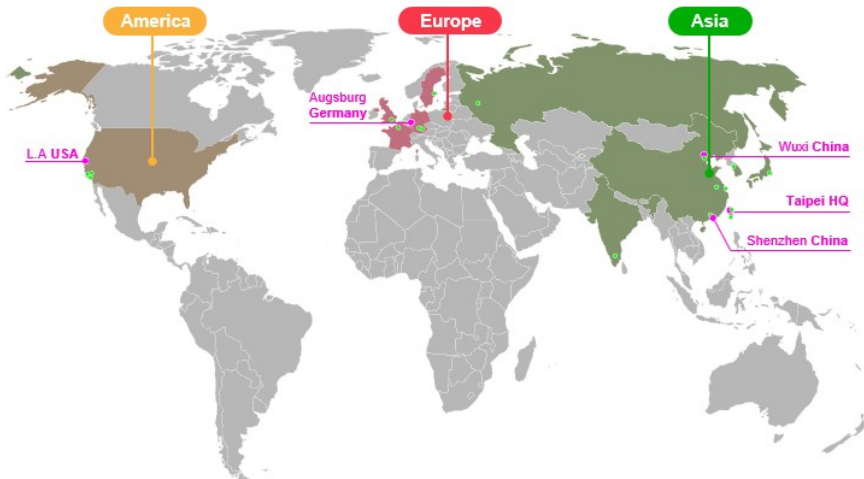 America
Europe
Asia
Augsburg
Germany
L.A USA
Wuxi China
Taipei HQ
Shenzhen China